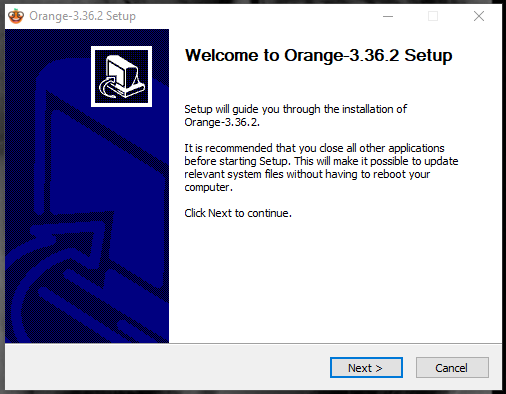 Orange-3.36.2 Setup
Welcome to Orange-3.36.2 Setup
Setup will guide you through the installation of
Orange-3.36.2.
It is recommended that you close all other applications
before starting Setup. This will make it possible to update
relevant system files without having to reboot your
computer.
Click Next to continue.
Next >
Cancel